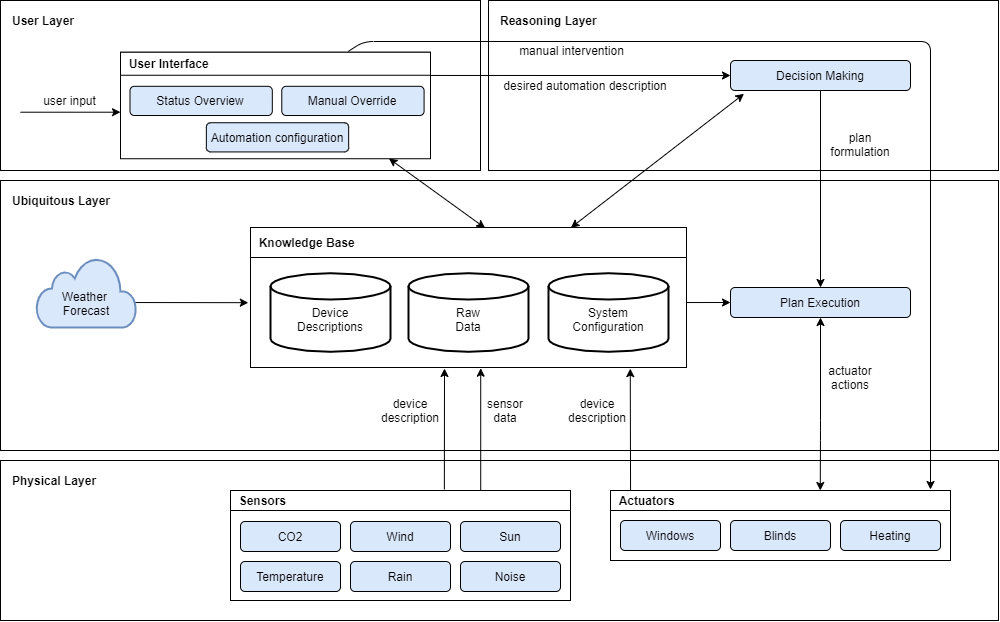 User Layer
User Interface
user input
Status Overview
Manual Override
Automation configuration
Reasoning Layer
manual intervention
desired automation description
Decision Making
plan
formulation
Ubiquitous Layer
Weather
Forecast
Knowledge Base
Device
Descriptions
Raw
Data
System
Configuration
Plan Execution
device
description
sensor
data
device
description
actuator
actions
Physical Layer
Sensors
CO2
Wind
Sun
Temperature
Rain
Noise
Actuators
Windows
Blinds
Heating